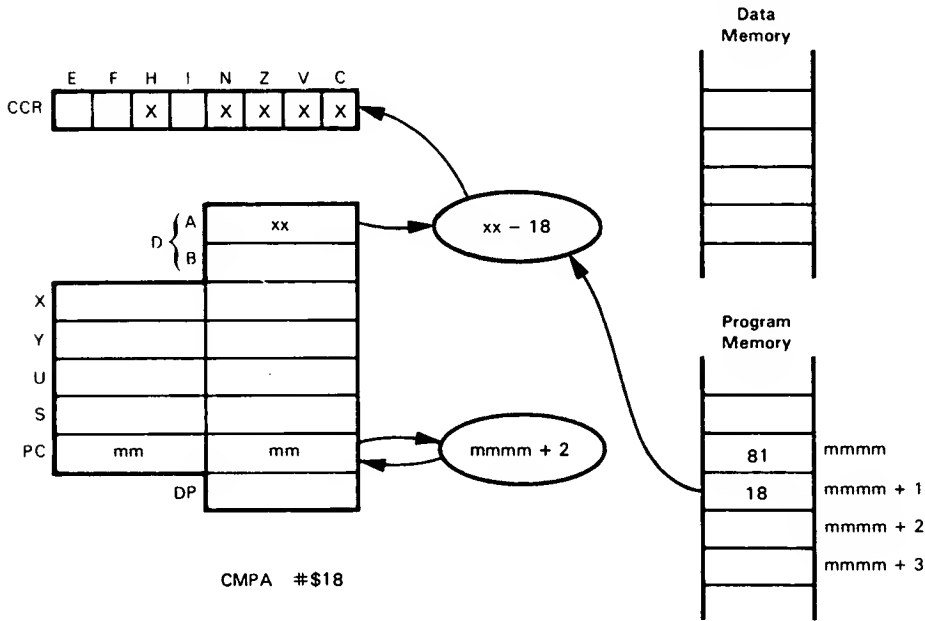 Data
Memory
E F H I N Z V C
CCR X X X X X
D { A xx
B
xx – 18
X
Y
U
S
PC mm mm
mmmm + 2
DP
Program
Memory
81 mmmm
18 mmmm + 1
mmmm + 2
mmmm + 3
CMPA #$18